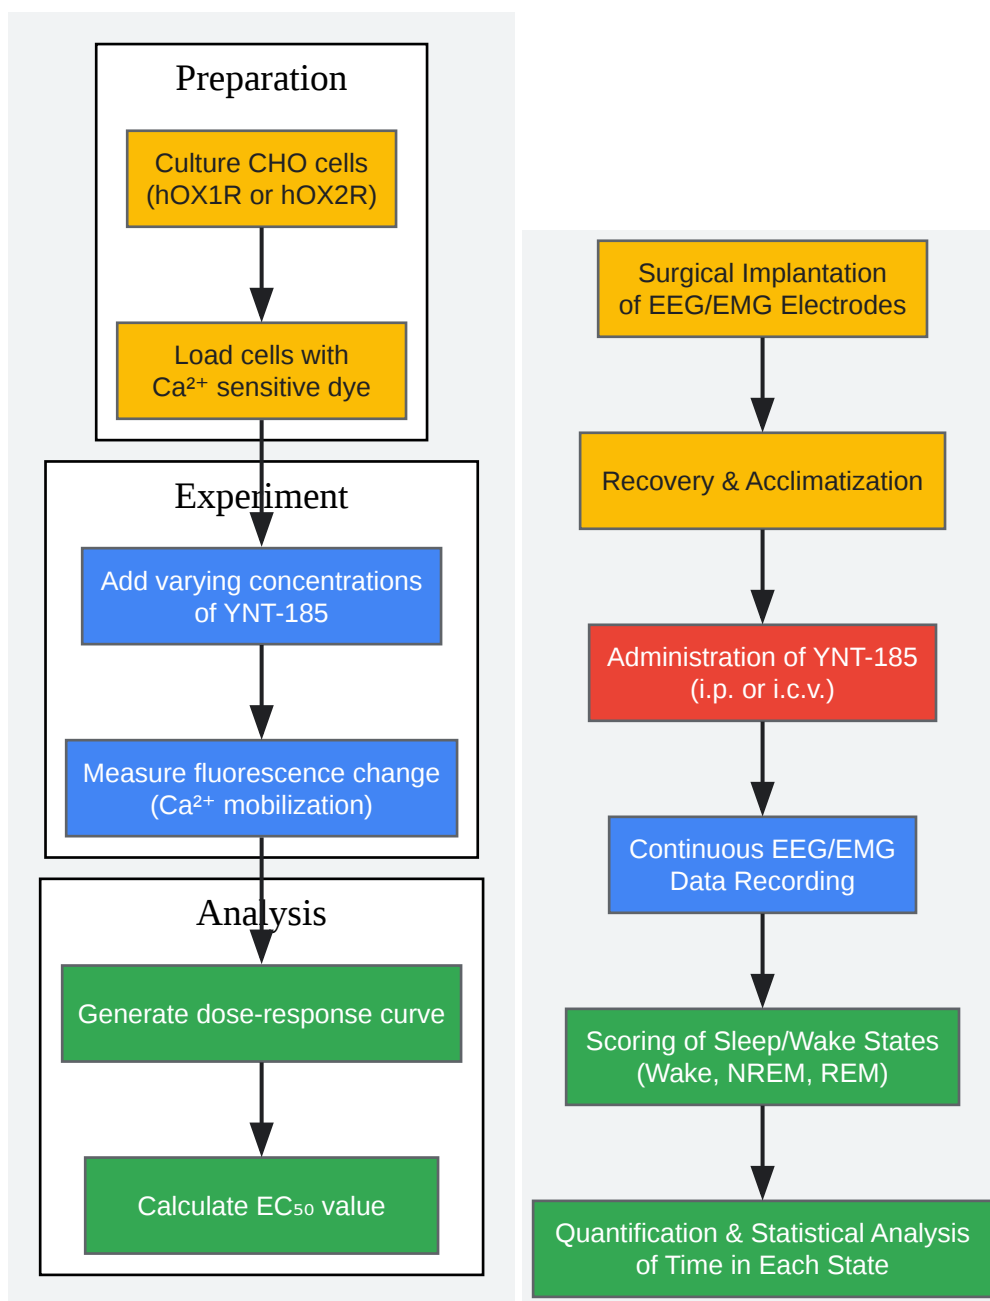 Preparation
Culture CHO cells
(hOX1R or hOX2R)
Load cells with
Ca²⁺ sensitive dye
Experiment
Add varying concentrations
of YNT-185
Measure fluorescence change
(Ca²⁺ mobilization)
Analysis
Generate dose-response curve
Calculate EC₅₀ value
Surgical Implantation
of EEG/EMG Electrodes
Recovery & Acclimatization
Administration of YNT-185
(i.p. or i.c.v.)
Continuous EEG/EMG
Data Recording
Scoring of Sleep/Wake States
(Wake, NREM, REM)
Quantification & Statistical Analysis
of Time in Each State